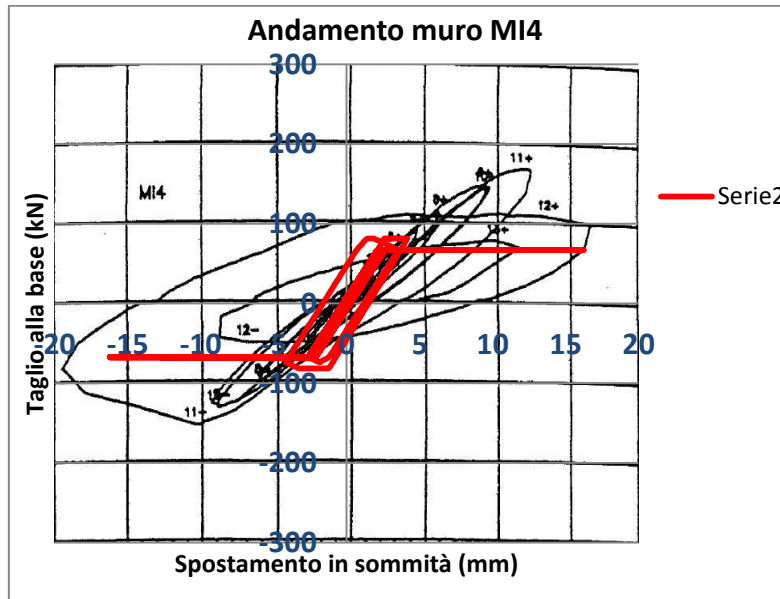 Andamento muro MI4
300
200
100
0
-100
-200
-300
-20 -15 -10 -5 0 5 10 15 20
Taglio alla base (kN)
Spostamento in sommità (mm)
Serie2
MI4
11+
12+
9+
12-
11-